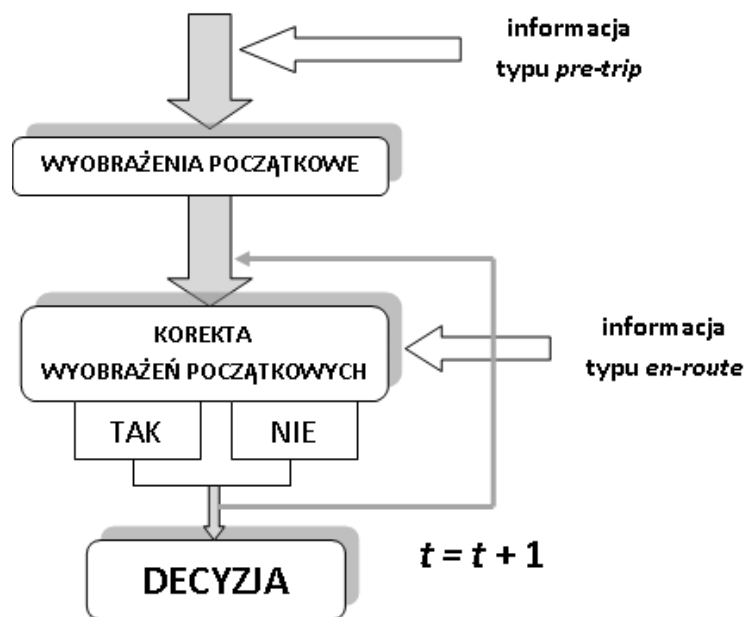 informacja
typu pre-trip
WYOBRAŻENIA POCZĄTKOWE
KOREKTA
WYOBRAŻEŃ POCZĄTKOWYCH
informacja
typu en-route
TAK
NIE
t = t + 1
DECYZJA